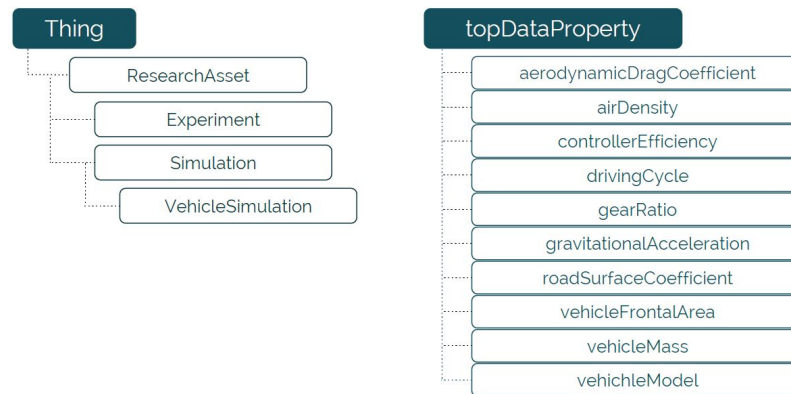 Thing
ResearchAsset
Experiment
Simulation
VehicleSimulation
topDataProperty
aerodynamicDragCoefficient
airDensity
controllerEfficiency
drivingCycle
gearRatio
gravitationalAcceleration
roadSurfaceCoefficient
vehicleFrontalArea
vehicleMass
vehichleModel